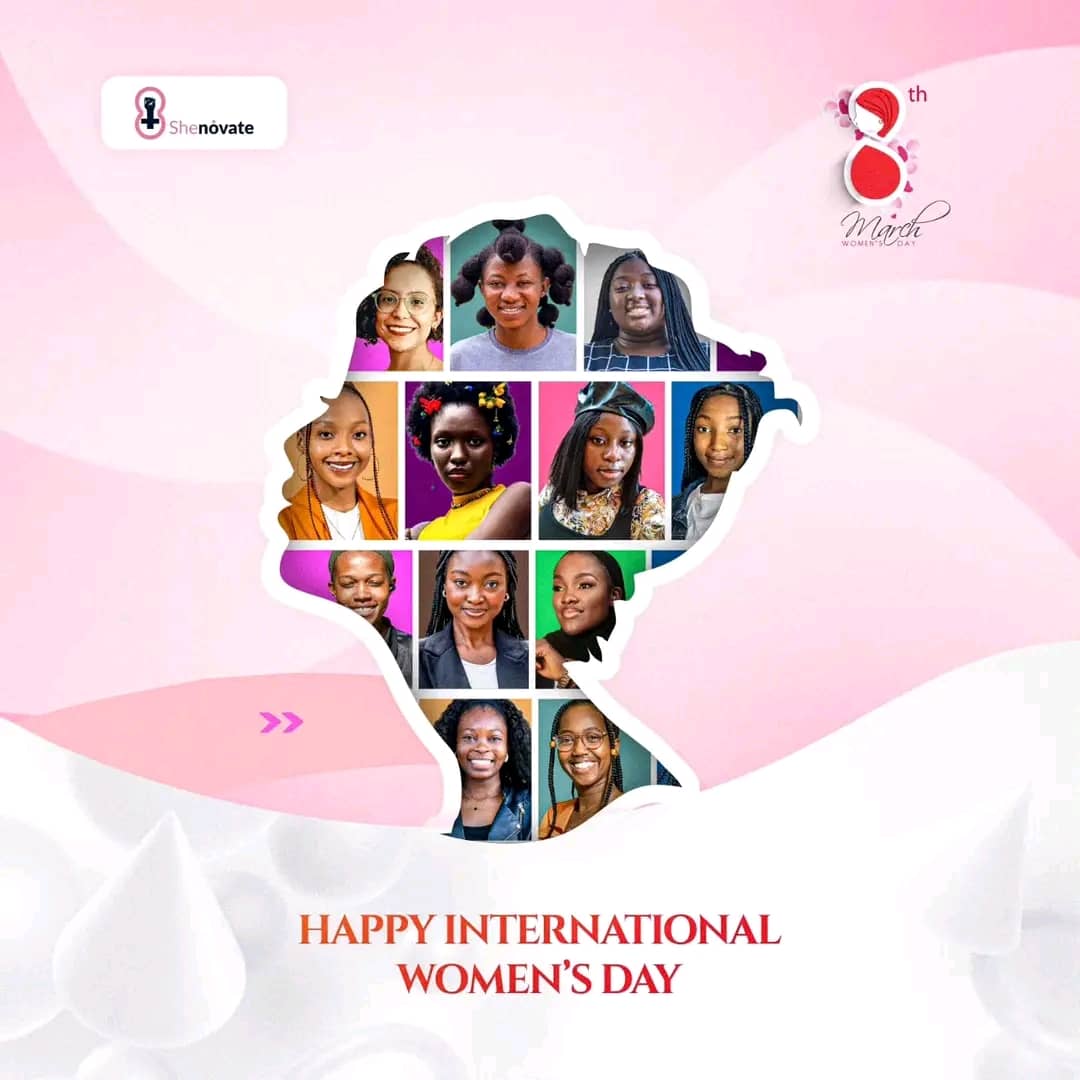 Shenovate
8th
March
WOMEN'S DAY
HAPPY INTERNATIONAL
WOMEN'S DAY